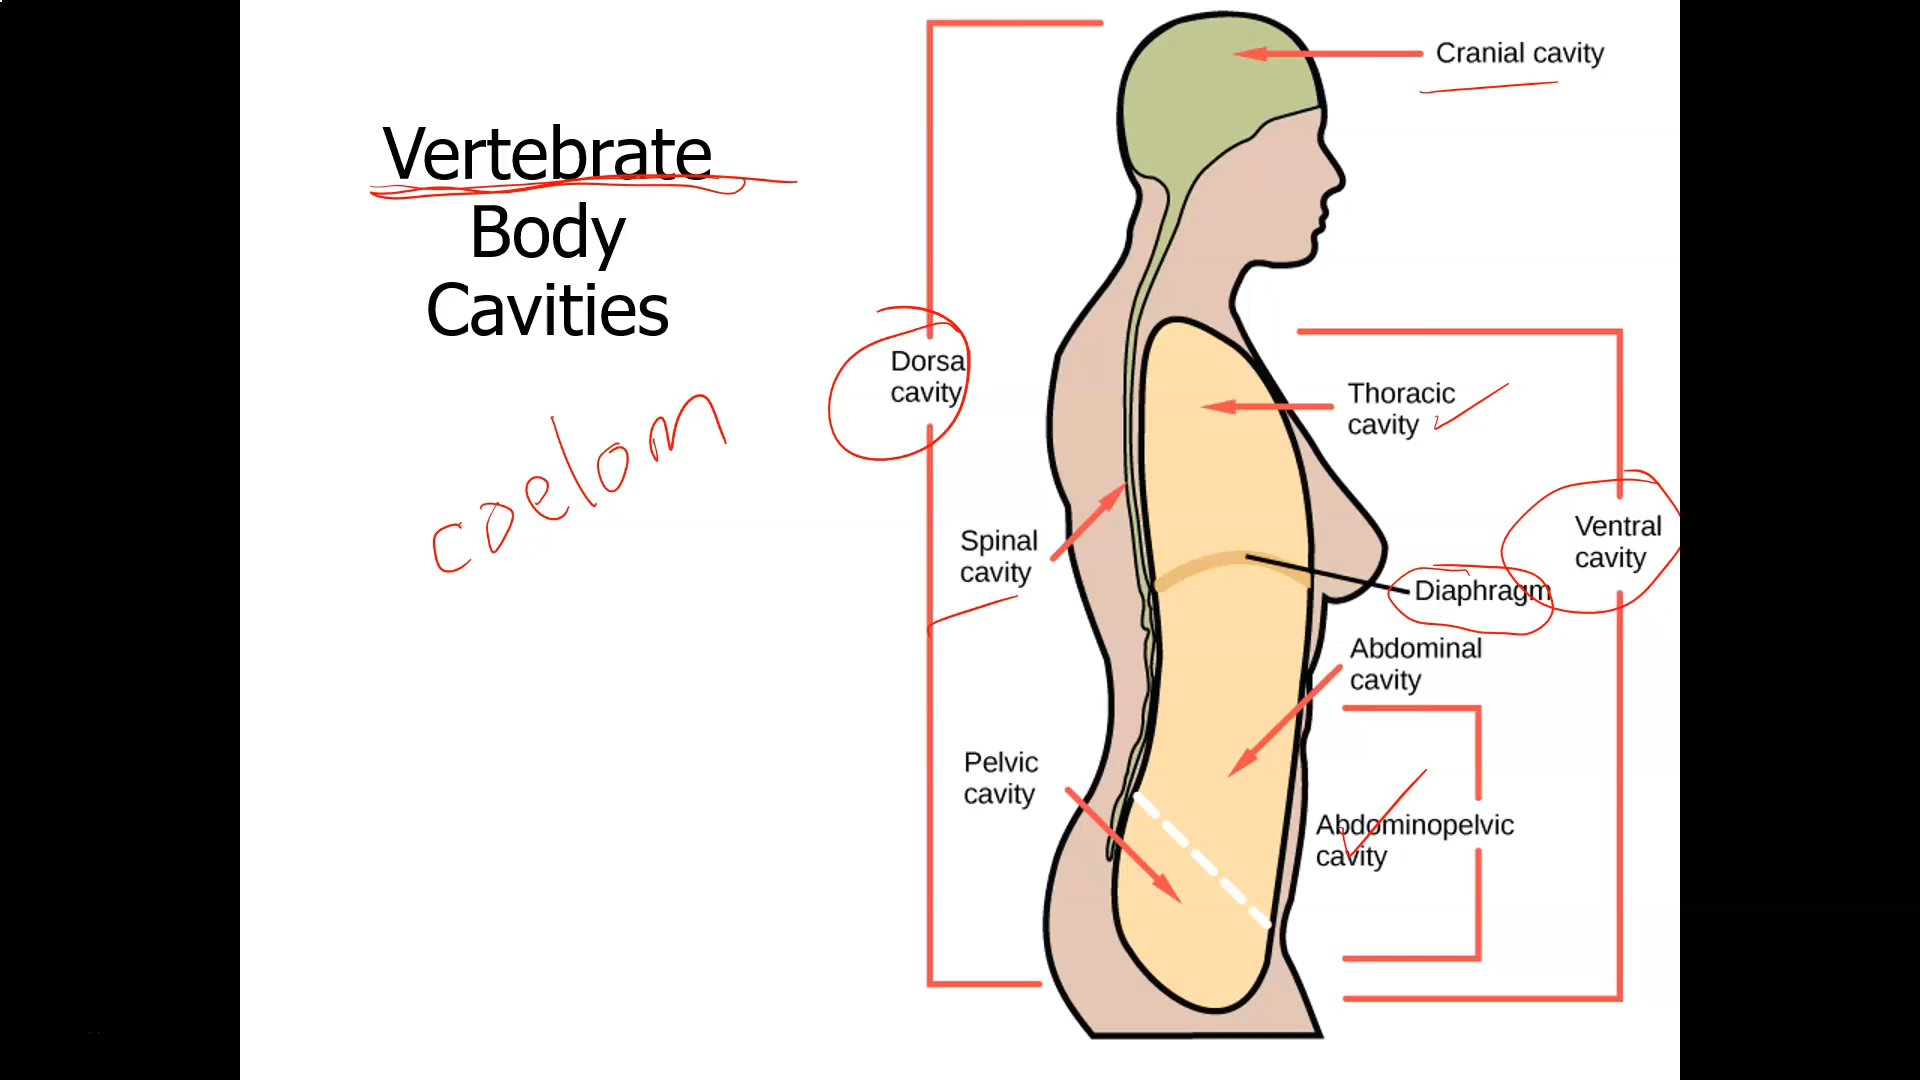 Vertebrate
Body
Cavities
coelom
Cranial cavity
Dorsa
cavity
Thoracic
cavity
Spinal
cavity
Ventral
cavity
Diaphragm
Abdominal
cavity
Pelvic
cavity
Abdominopelvic
cavity